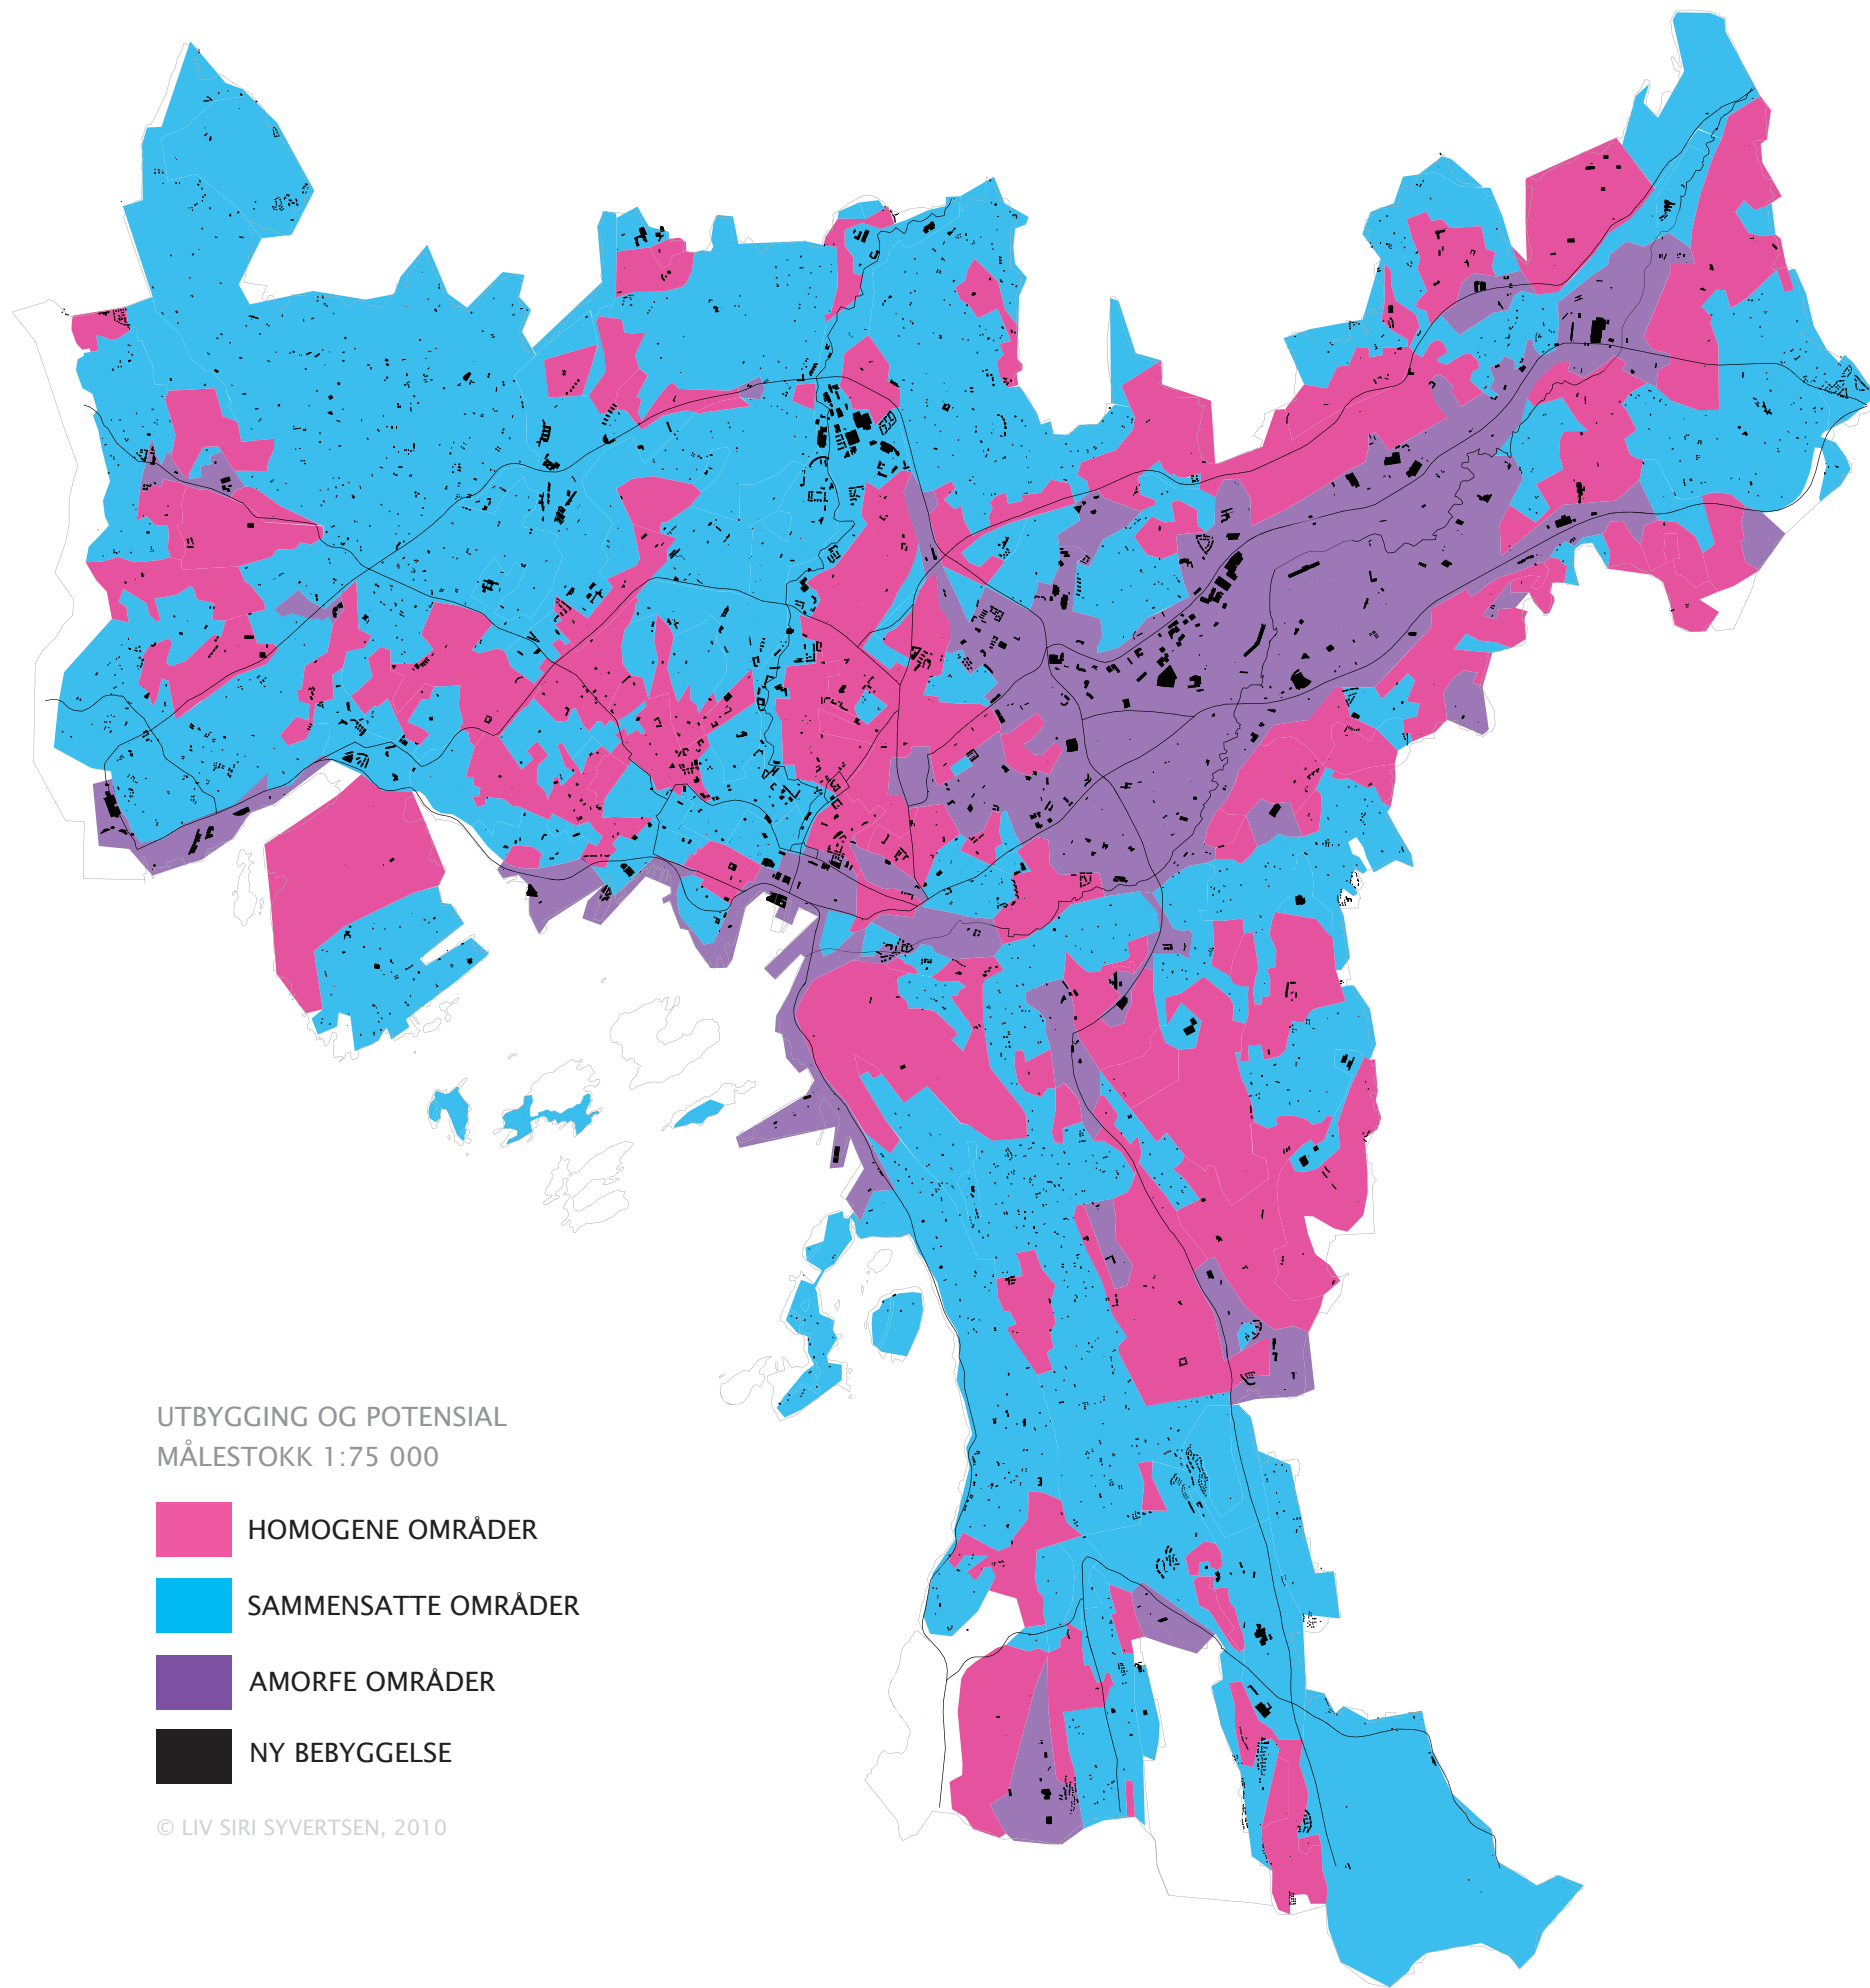 UTBYGGING OG POTENSIAL
MÅLESTOKK 1:75 000
HOMOGENE OMRÅDER
SAMMENSATTE OMRÅDER
AMORFE OMRÅDER
NY BEBYGGELSE
© LIV SIRI SYVERTSEN, 2010